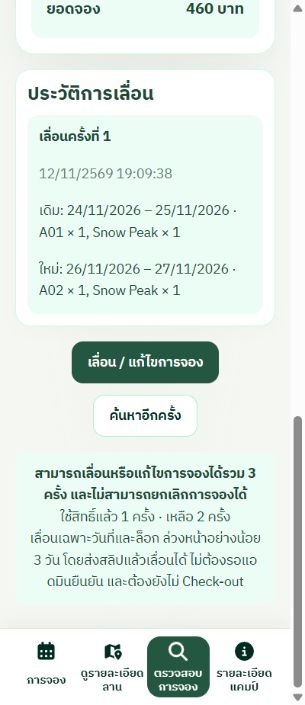 ยอดจอง 460 บาท
ประวัติการเลื่อน
เลื่อนครั้งที่ 1
12/11/2569 19:09:38
เดิม: 24/11/2026 – 25/11/2026 ·
A01 × 1, Snow Peak × 1
ใหม่: 26/11/2026 – 27/11/2026 ·
A02 × 1, Snow Peak × 1
เลื่อน / แก้ไขการจอง
ค้นหาอีกครั้ง
สามารถเลื่อนหรือแก้ไขการจองได้รวม 3
ครั้ง และไม่สามารถยกเลิกการจองได้
ใช้สิทธิ์แล้ว 1 ครั้ง · เหลือ 2 ครั้ง
เลื่อนเฉพาะวันที่และล็อก ล่วงหน้าอย่างน้อย
3 วัน โดยส่งสลิปแล้วเลื่อนได้ ไม่ต้องรอแอ
ดมินยืนยัน และต้องยังไม่ Check-out
การจอง
ดูรายละเอียด
ลาน
ตรวจสอบ
การจอง
รายละเอียด
แคมป์